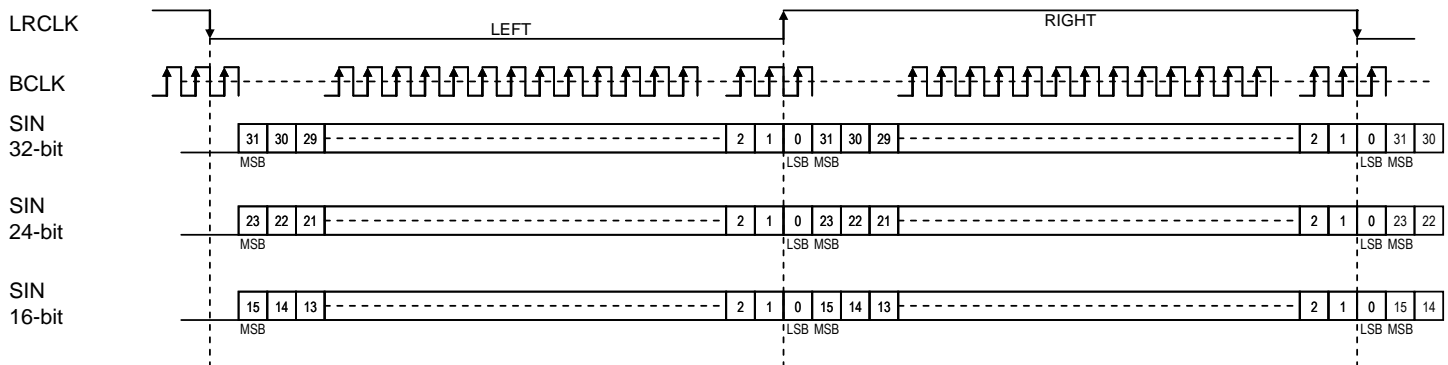 LRCLK
LEFT
RIGHT
BCLK
SIN
32-bit
31 30 29 2 1 0 31 30 29 2 1 0 31 30
MSB LSB MSB LSB MSB
SIN
24-bit
23 22 21 2 1 0 23 22 21 2 1 0 23 22
MSB LSB MSB LSB MSB
SIN
16-bit
15 14 13 2 1 0 15 14 13 2 1 0 15 14
MSB LSB MSB LSB MSB